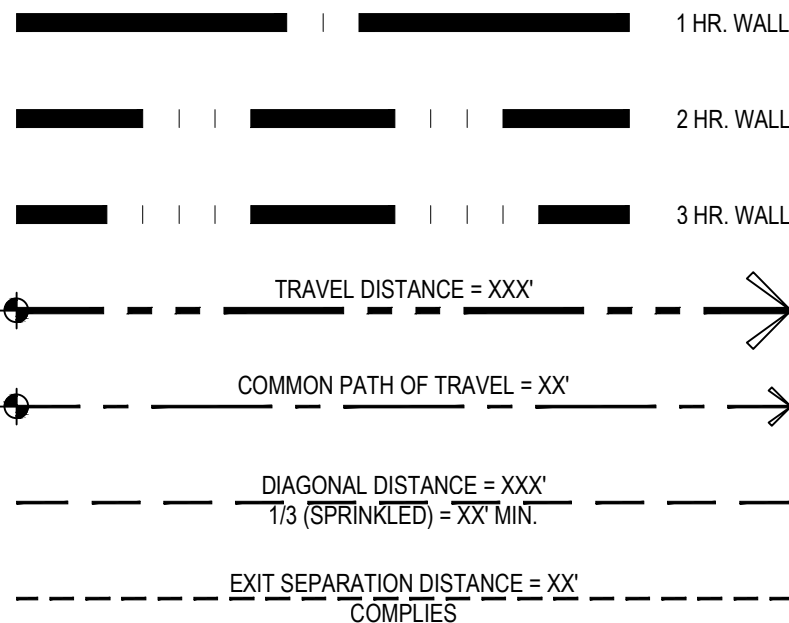 1 HR. WALL
2 HR. WALL
3 HR. WALL
TRAVEL DISTANCE = XXX'
COMMON PATH OF TRAVEL = XX'
DIAGONAL DISTANCE = XXX'
1/3 (SPRINKLED) = XX' MIN.
EXIT SEPARATION DISTANCE = XX'
COMPLIES